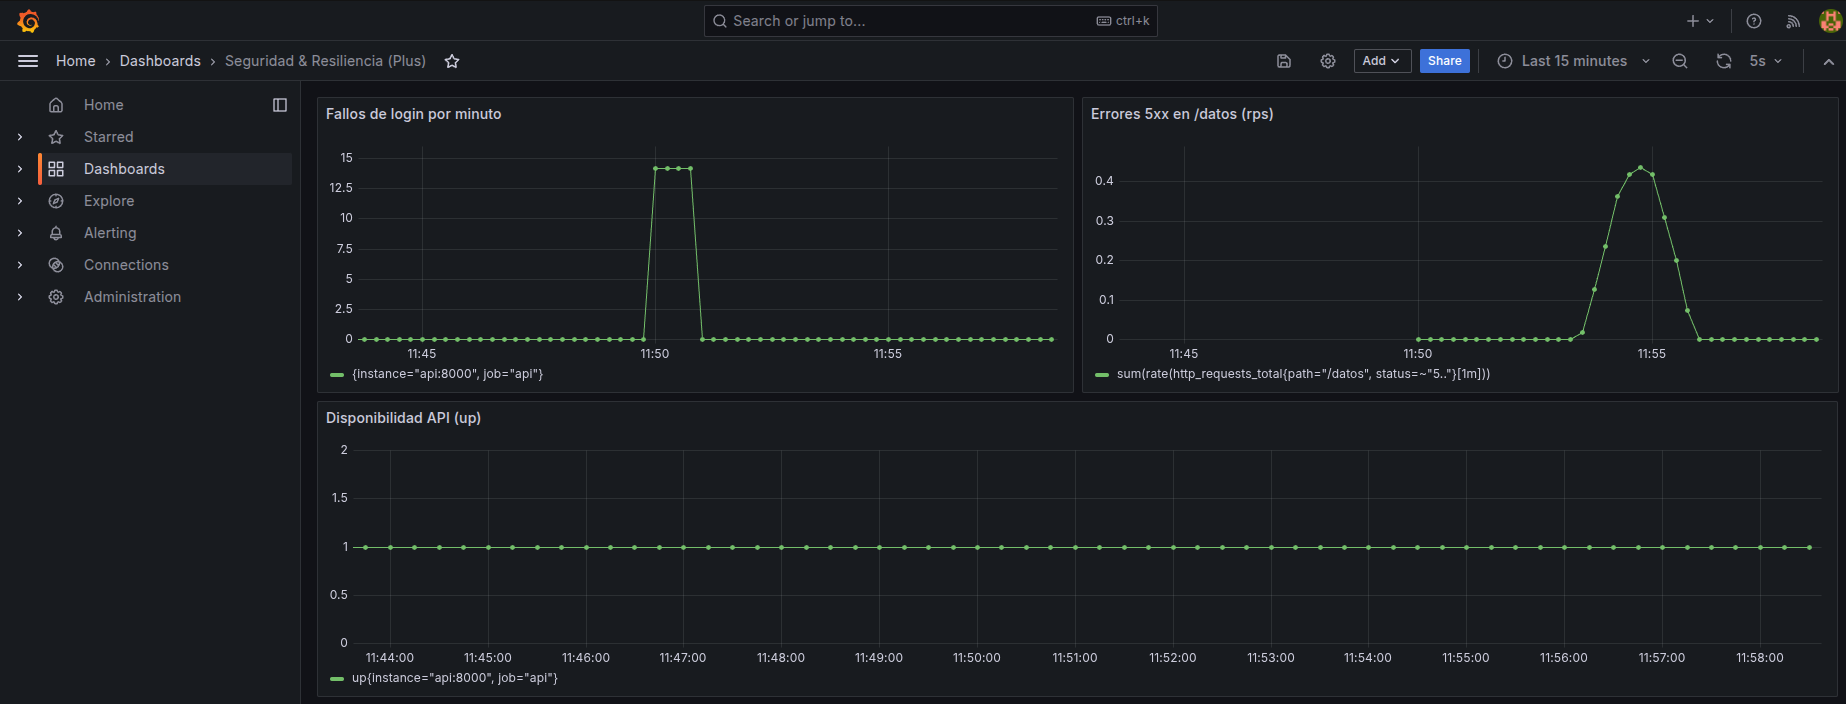 Search or jump to... ctrl+k
Home › Dashboards › Seguridad & Resiliencia (Plus) Add Share Last 15 minutes 5s
Home
Starred
Dashboards
Explore
Alerting
Connections
Administration
Fallos de login por minuto
15
12.5
10
7.5
5
2.5
0
11:45 11:50 11:55
{instance="api:8000", job="api"}
Errores 5xx en /datos (rps)
0.4
0.3
0.2
0.1
0
11:45 11:50 11:55
sum(rate(http_requests_total{path="/datos", status=~"5.."}[1m]))
Disponibilidad API (up)
2
1.5
1
0.5
0
11:44:00 11:45:00 11:46:00 11:47:00 11:48:00 11:49:00 11:50:00 11:51:00 11:52:00 11:53:00 11:54:00 11:55:00 11:56:00 11:57:00 11:58:00
up{instance="api:8000", job="api"}